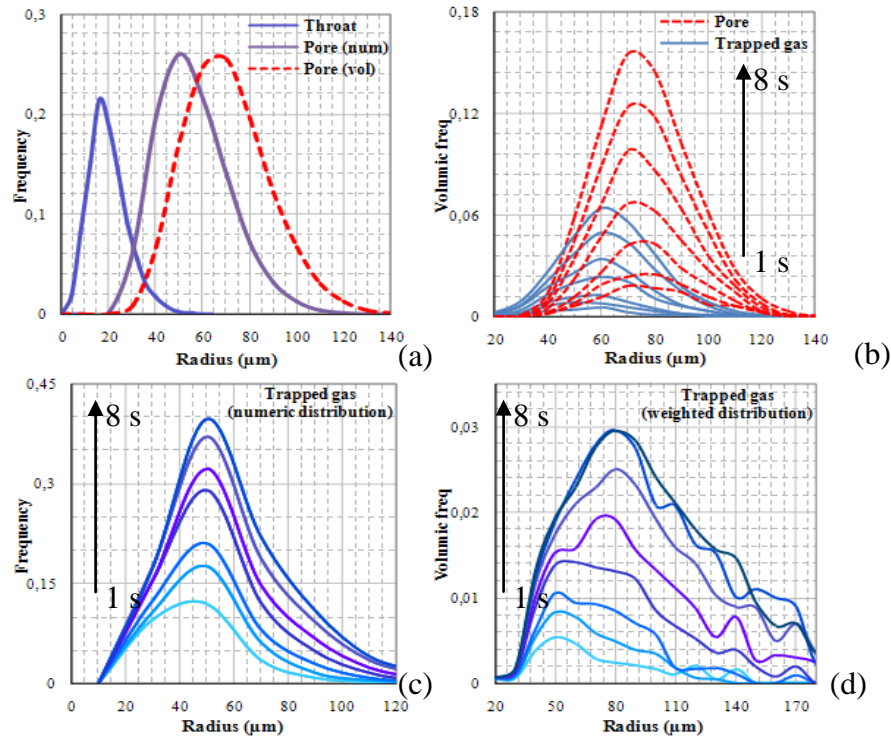 0,3
0,2
0,1
0
Frequency
Throat
Pore (num)
Pore (vol)
0 20 40 60 80 100 120 140
Radius (µm)
(a)
0,18
0,12
0,06
0
Volumic freq
Pore
Trapped gas
8 s
1 s
20 40 60 80 100 120 140
Radius (µm)
(b)
0,45
0,3
0,15
0
Frequency
Trapped gas
(numeric distribution)
8 s
1 s
0 20 40 60 80 100 120
Radius (µm)
(c)
0,03
0,02
0,01
0
Volumic freq
Trapped gas
(weighted distribution)
8 s
1 s
20 50 80 110 140 170
Radius (µm)
(d)